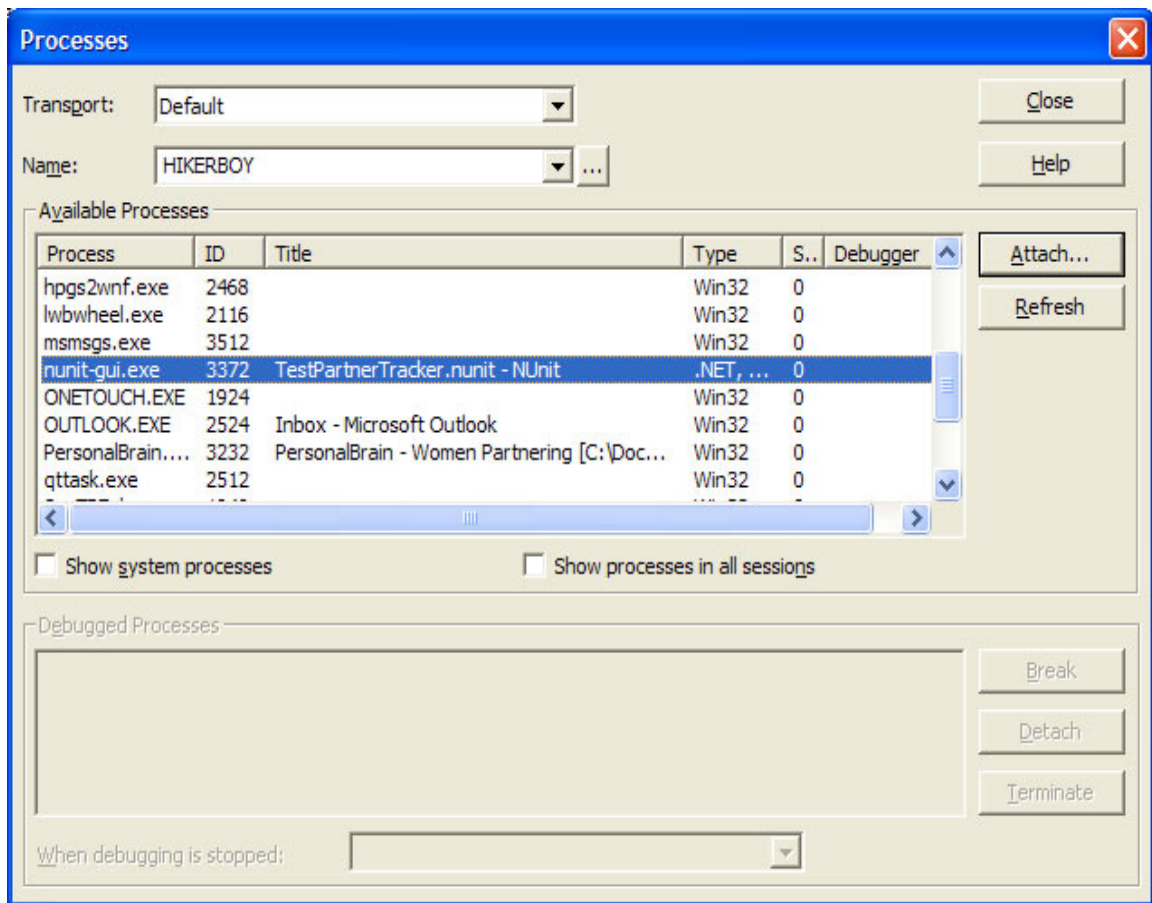 Processes
Transport: Default Close
Name: HIKERBOY ... Help
Available Processes
Process ID Title Type S.. Debugger Attach...
hpgs2wnf.exe 2468 Win32 0
lwbwheel.exe 2116 Win32 0 Refresh
msmsgs.exe 3512 Win32 0
nunit-gui.exe 3372 TestPartnerTracker.nunit - NUnit .NET, ... 0
ONETOUCH.EXE 1924 Win32 0
OUTLOOK.EXE 2524 Inbox - Microsoft Outlook Win32 0
PersonalBrain.... 3232 PersonalBrain - Women Partnering [C:\Doc... Win32 0
qttask.exe 2512 Win32 0
Show system processes Show processes in all sessions
Debugged Processes
Break
Detach
Terminate
When debugging is stopped: